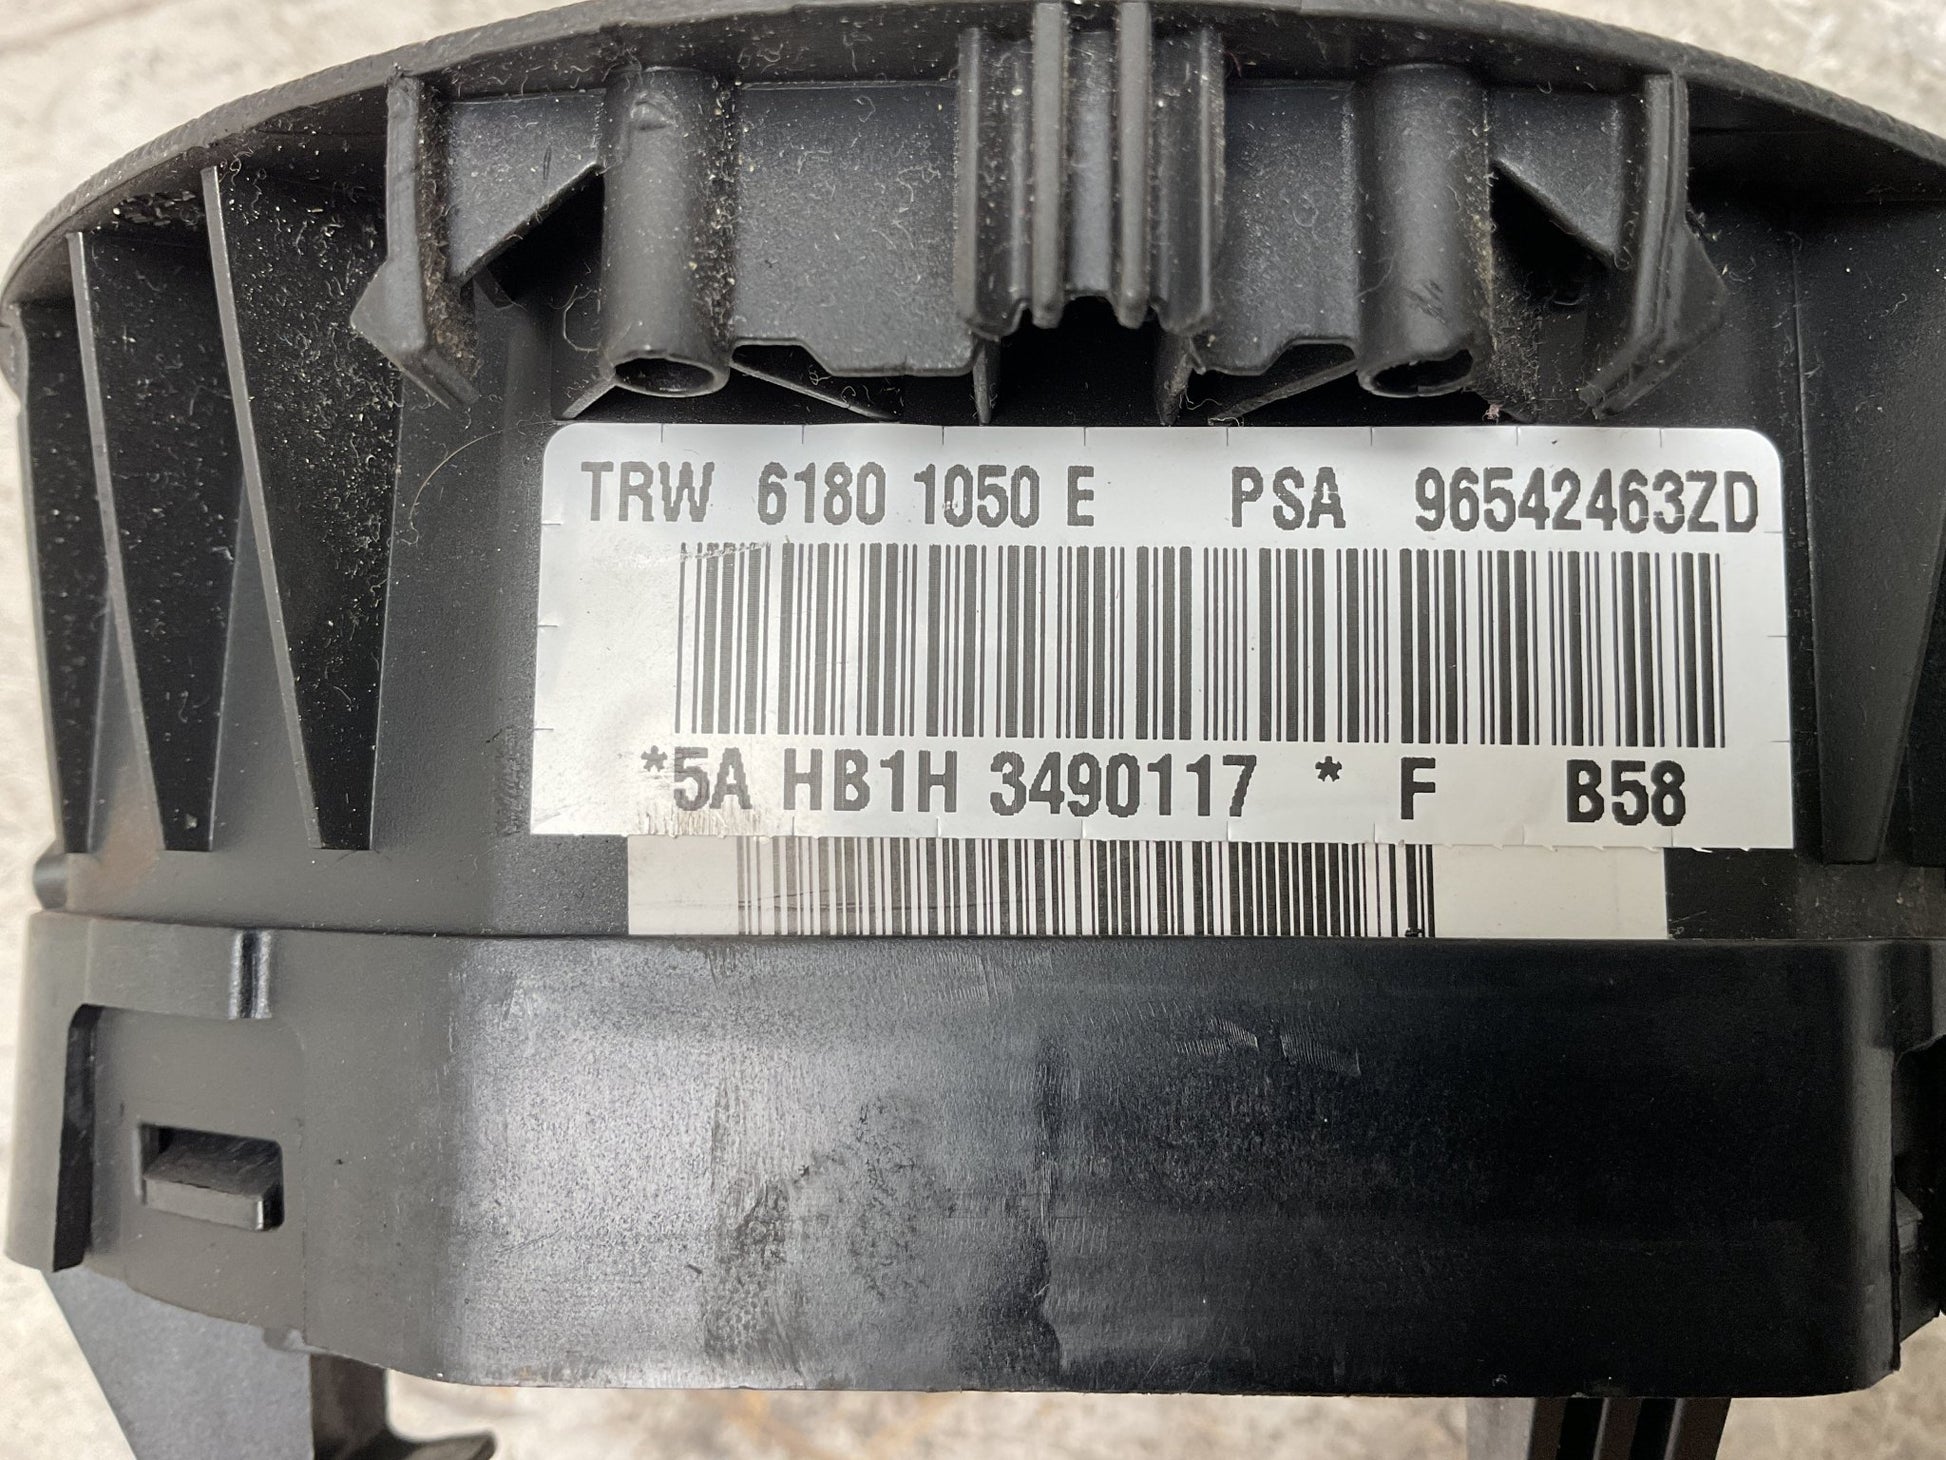 TRW 6180 1050 E PSA 96542463ZD
*5A HB1H 3490117 * F B58